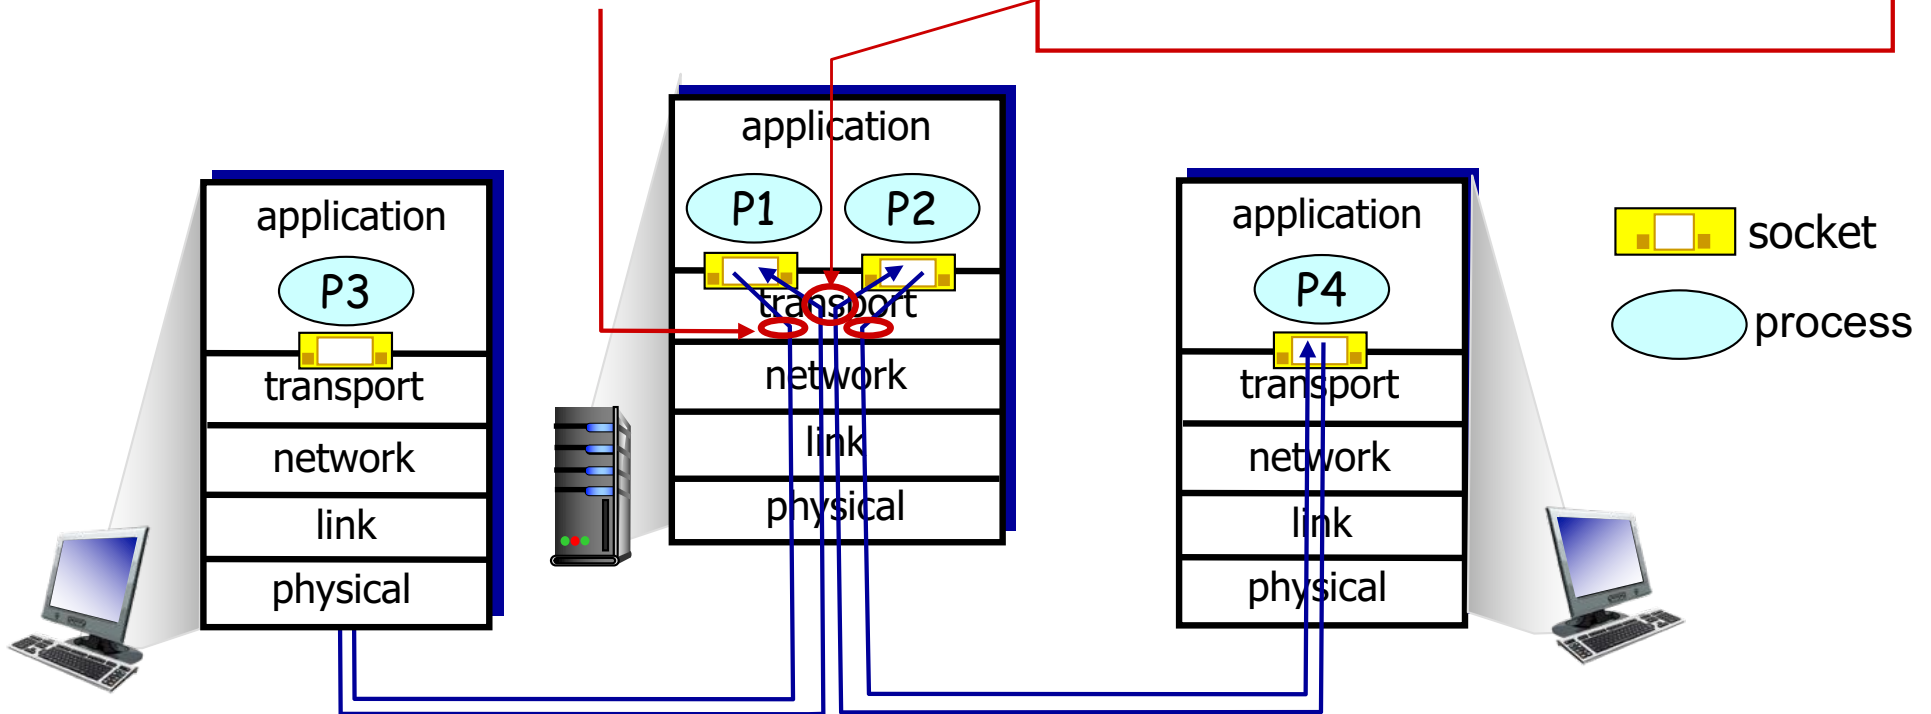 application
P3
transport
network
link
physical
application
P1
P2
transport
network
link
physical
application
P4
transport
network
link
physical
socket
process